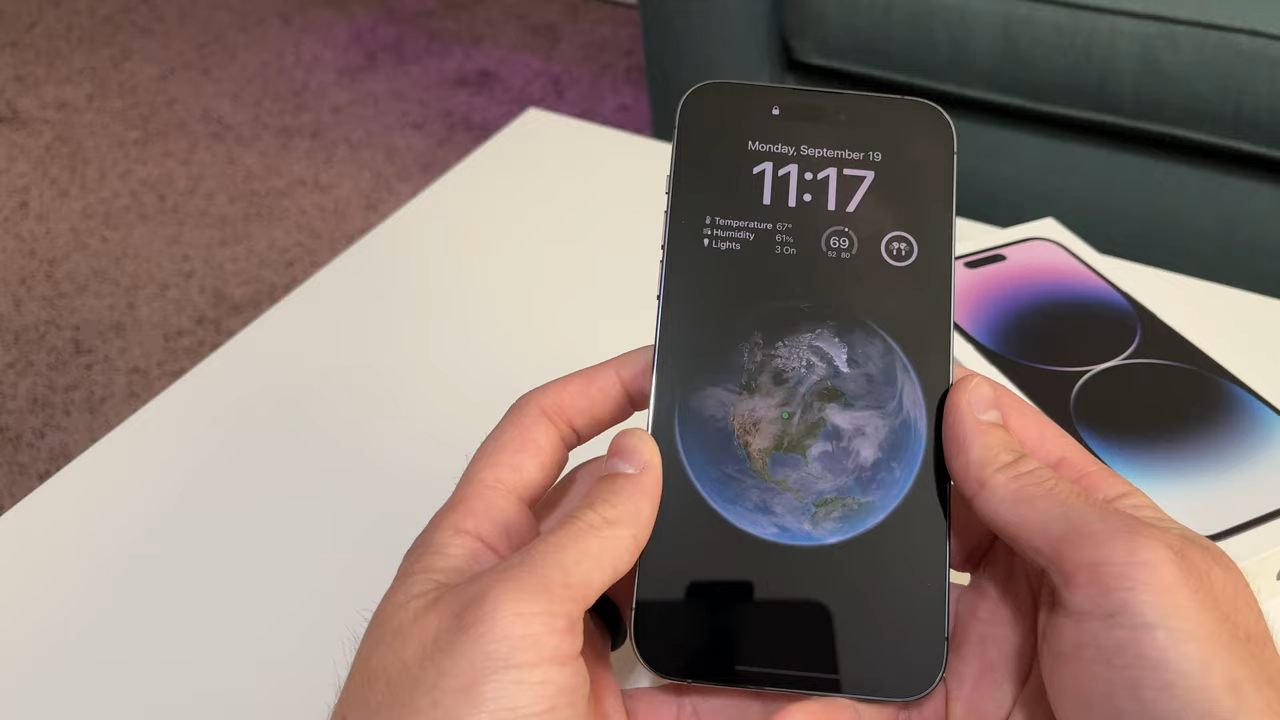 Monday, September 19
11:17
Temperature 67°
Humidity 61%
Lights 3 On
69
52 80